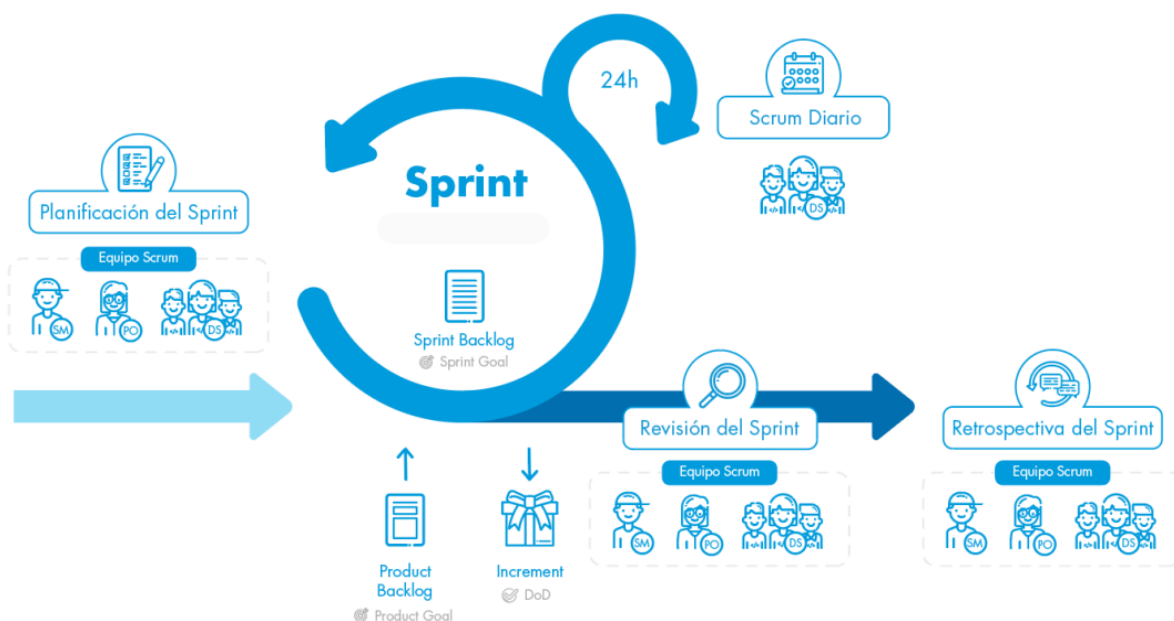 24h
Scrum Diario
DS
Sprint
Planificación del Sprint
Equipo Scrum
SM
PO
DS
Sprint Backlog
Sprint Goal
Revisión del Sprint
Equipo Scrum
SM
PO
DS
Retrospectiva del Sprint
Equipo Scrum
SM
PO
DS
Product
Backlog
Product Goal
Increment
DoD